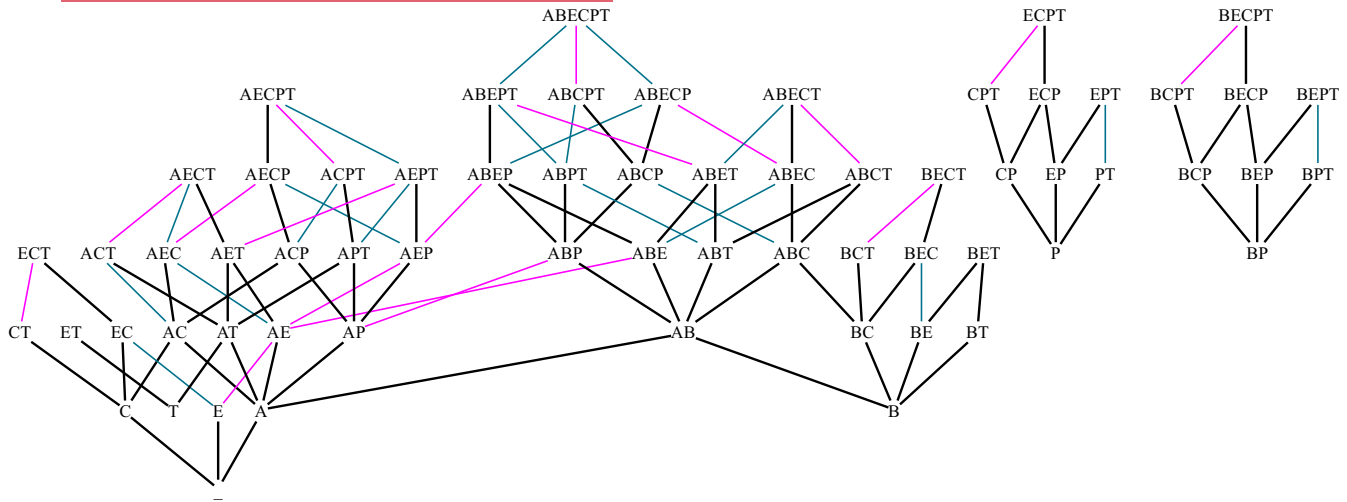 ABECPT ECPT BECPT
AECPT ABEPT ABCPT ABECP ABECT CPT ECP EPT BCPT BECP BEPT
AECT AECP ACPT AEPT ABEP ABPT ABCP ABET ABEC ABCT BECT CP EP PT BCP BEP BPT
ECT ACT AEC AET ACP APT AEP ABP ABE ABT ABC BCT BEC BET P BP
CT ET EC AC AT AE AP AB BC BE BT
C T E A B